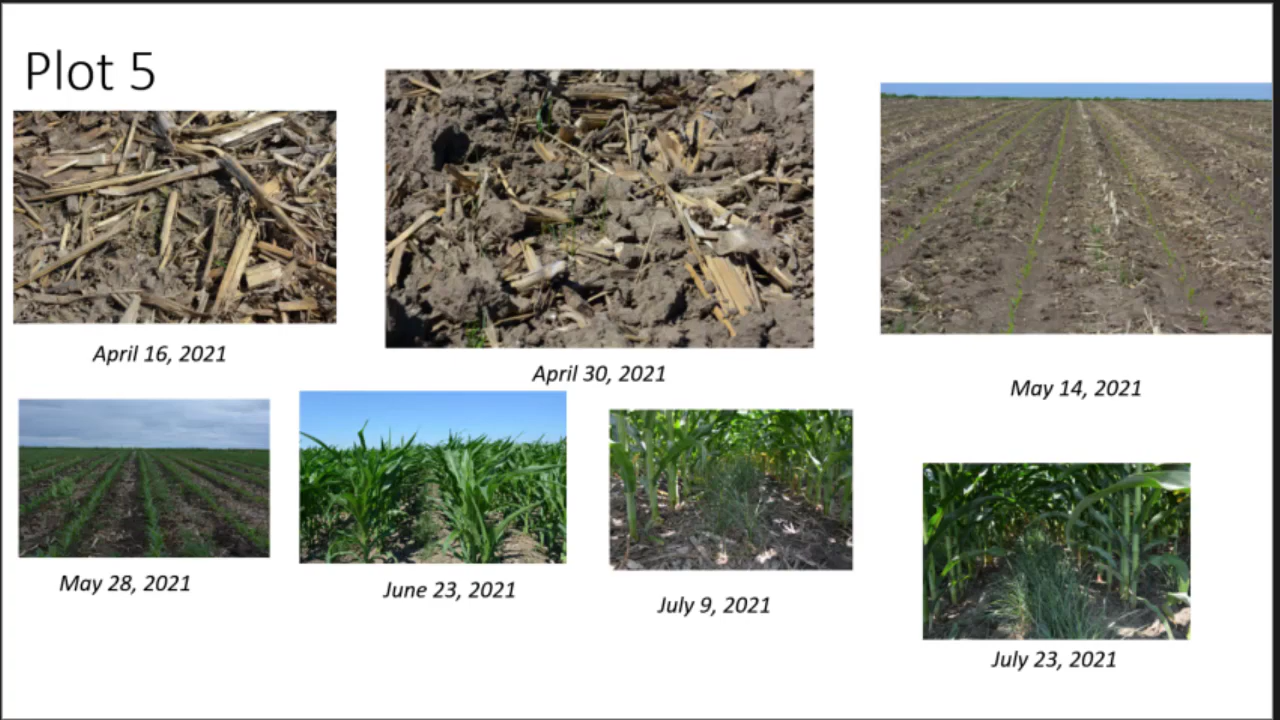 Plot 5
April 16, 2021
April 30, 2021
May 14, 2021
May 28, 2021
June 23, 2021
July 9, 2021
July 23, 2021